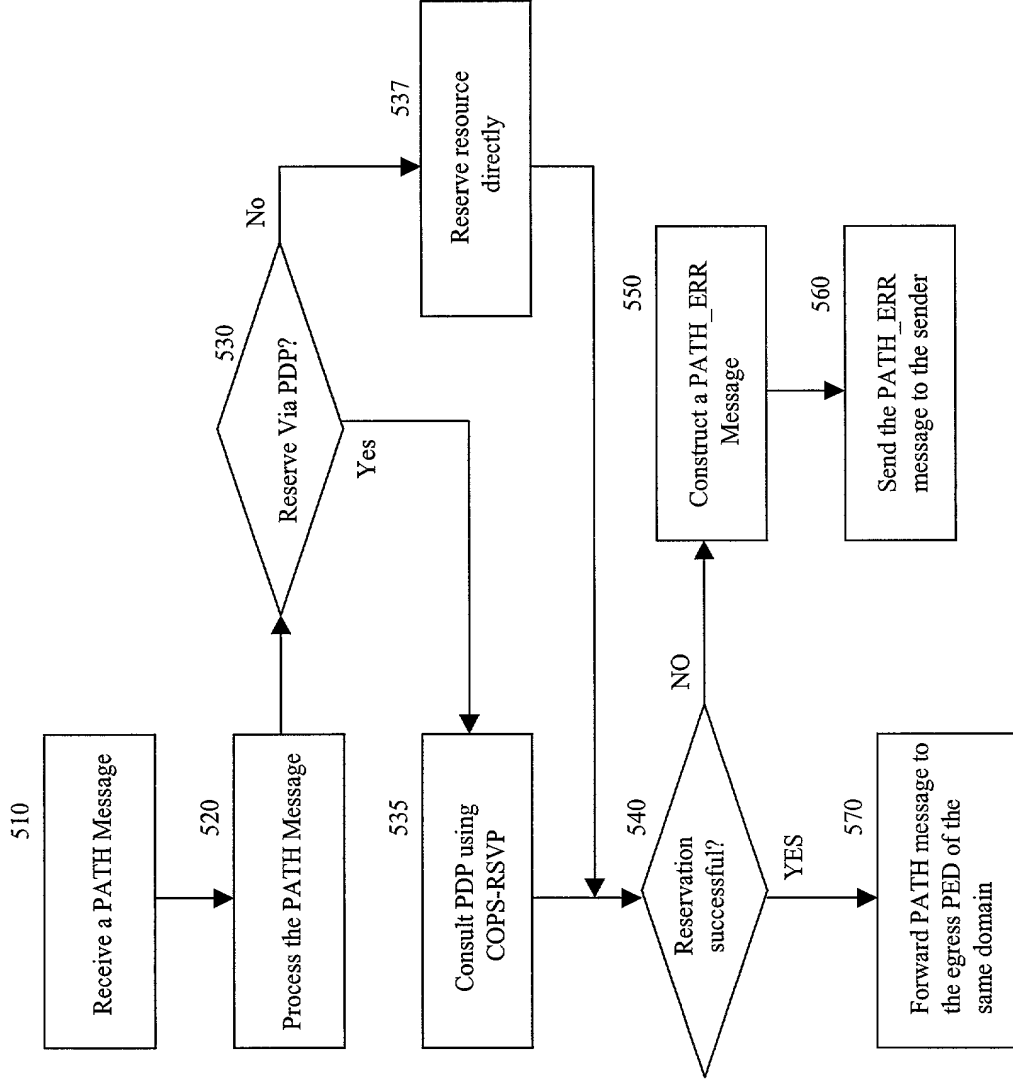 510
Receive a PATH Message
520
Process the PATH Message
530
Reserve Via PDP?
No
Yes
537
Reserve resource
directly
535
Consult PDP using
COPS-RSVP
540
Reservation
successful?
NO
YES
550
Construct a PATH_ERR
Message
560
Send the PATH_ERR
message to the sender
570
Forward PATH message to
the egress PED of the
same domain